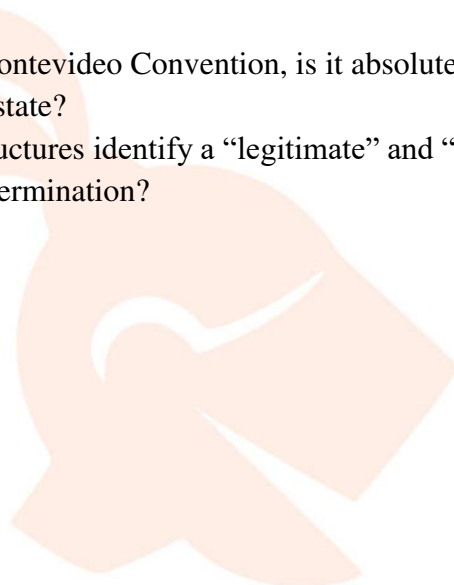 ontevideo Convention, is it absolute
state?
uctures identify a “legitimate” and “
ermination?